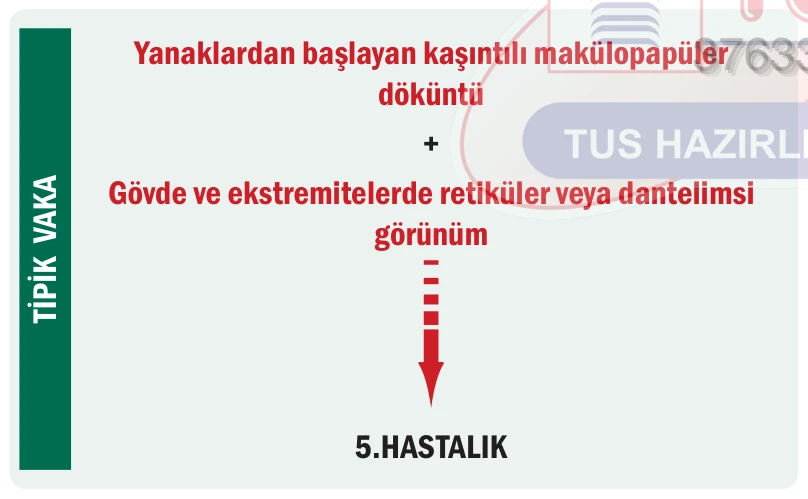 Yanaklardan başlayan kaşıntılı makülopapüler
döküntü
+
TUS HAZIRL
Gövde ve ekstremitelerde retiküler veya dantelimsi
görünüm
TİPİK VAKA
5.HASTALIK